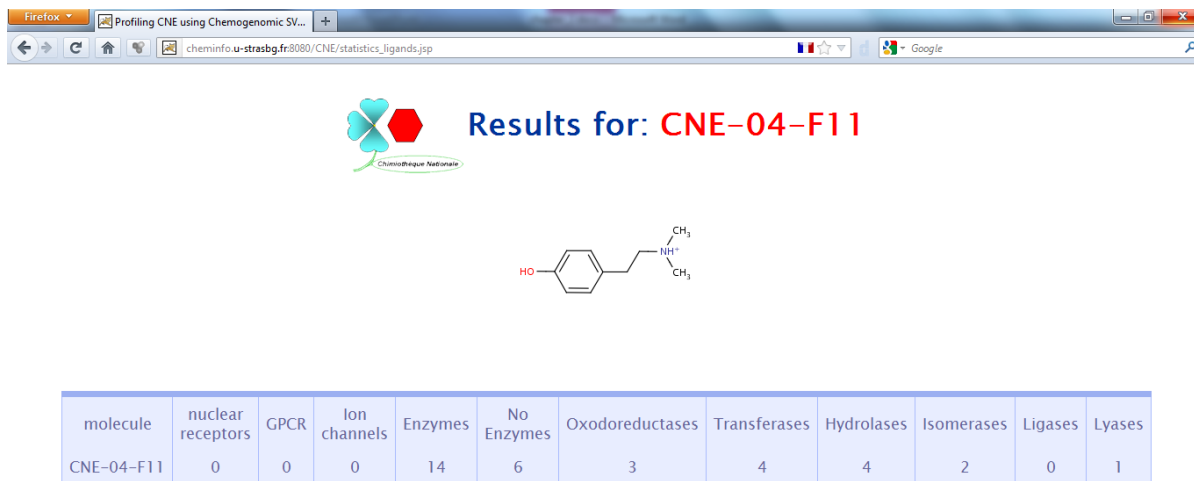 Firefox
Profiling CNE using Chemogenomic SV...
cheminfo.u-strasbg.fr:8080/CNE/statistics_ligands.jsp
Google
Chimiothèque Nationale
Results for: CNE-04-F11
CH3
NH+
HO
CH3
molecule nuclear receptors GPCR Ion channels Enzymes No Enzymes Oxodoreductases Transferases Hydrolases Isomerases Ligases Lyases
CNE-04-F11 0 0 0 14 6 3 4 4 2 0 1